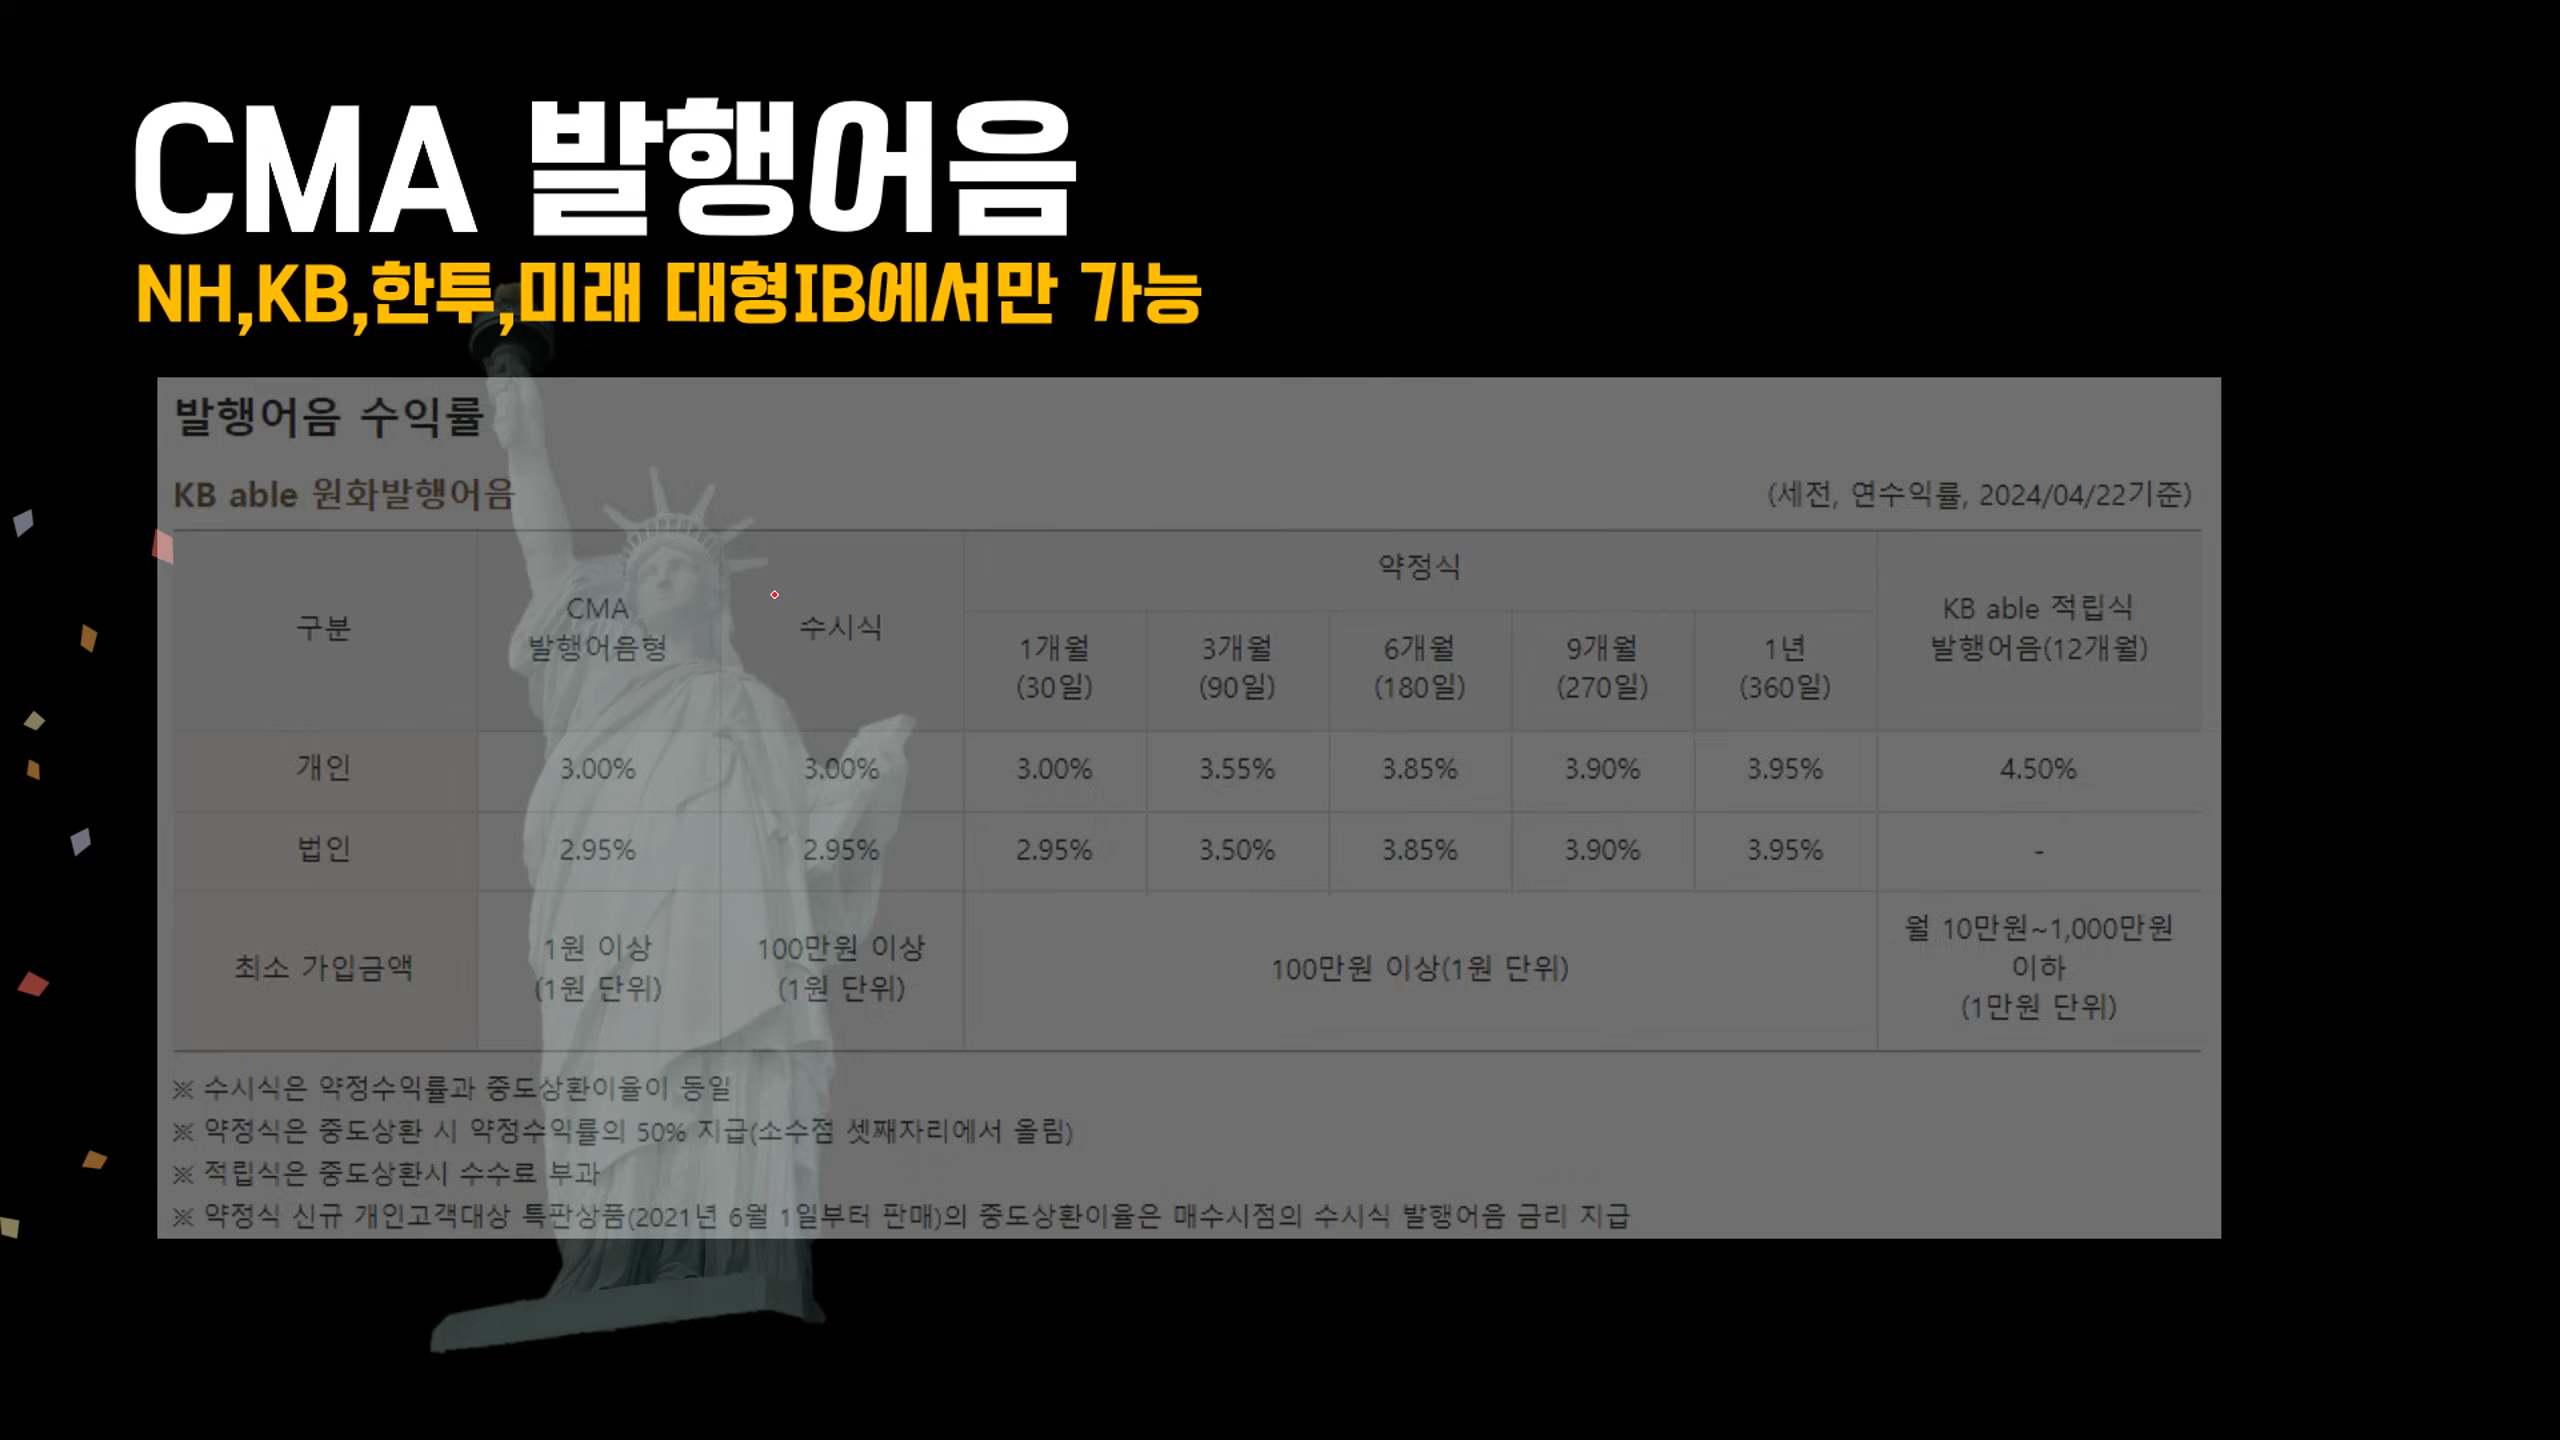 CMA 발행어음
NH,KB,한투,미래 대형IB에서만 가능
발행어음 수익률
KB able 원화발행어음
(세전, 연수익률, 2024/04/22기준)
구분
CMA
발행어음형
수시식
약정식
1개월
(30일)
3개월
(90일)
6개월
(180일)
9개월
(270일)
1년
(360일)
KB able 적립식
발행어음(12개월)
개인 3.00% 3.00% 3.00% 3.55% 3.85% 3.90% 3.95% 4.50%
법인 2.95% 2.95% 2.95% 3.50% 3.85% 3.90% 3.95% -
최소 가입금액
1원 이상
(1원 단위)
100만원 이상
(1원 단위)
100만원 이상(1원 단위)
월 10만원~1,000만원
이하
(1만원 단위)
※ 수시식은 약정수익률과 중도상환이율이 동일
※ 약정식은 중도상환 시 약정수익률의 50% 지급(소수점 셋째자리에서 올림)
※ 적립식은 중도상환시 수수료 부과
※ 약정식 신규 개인고객대상 특판상품(2021년 6월 1일부터 판매)의 중도상환이율은 매수시점의 수시식 발행어음 금리 지급